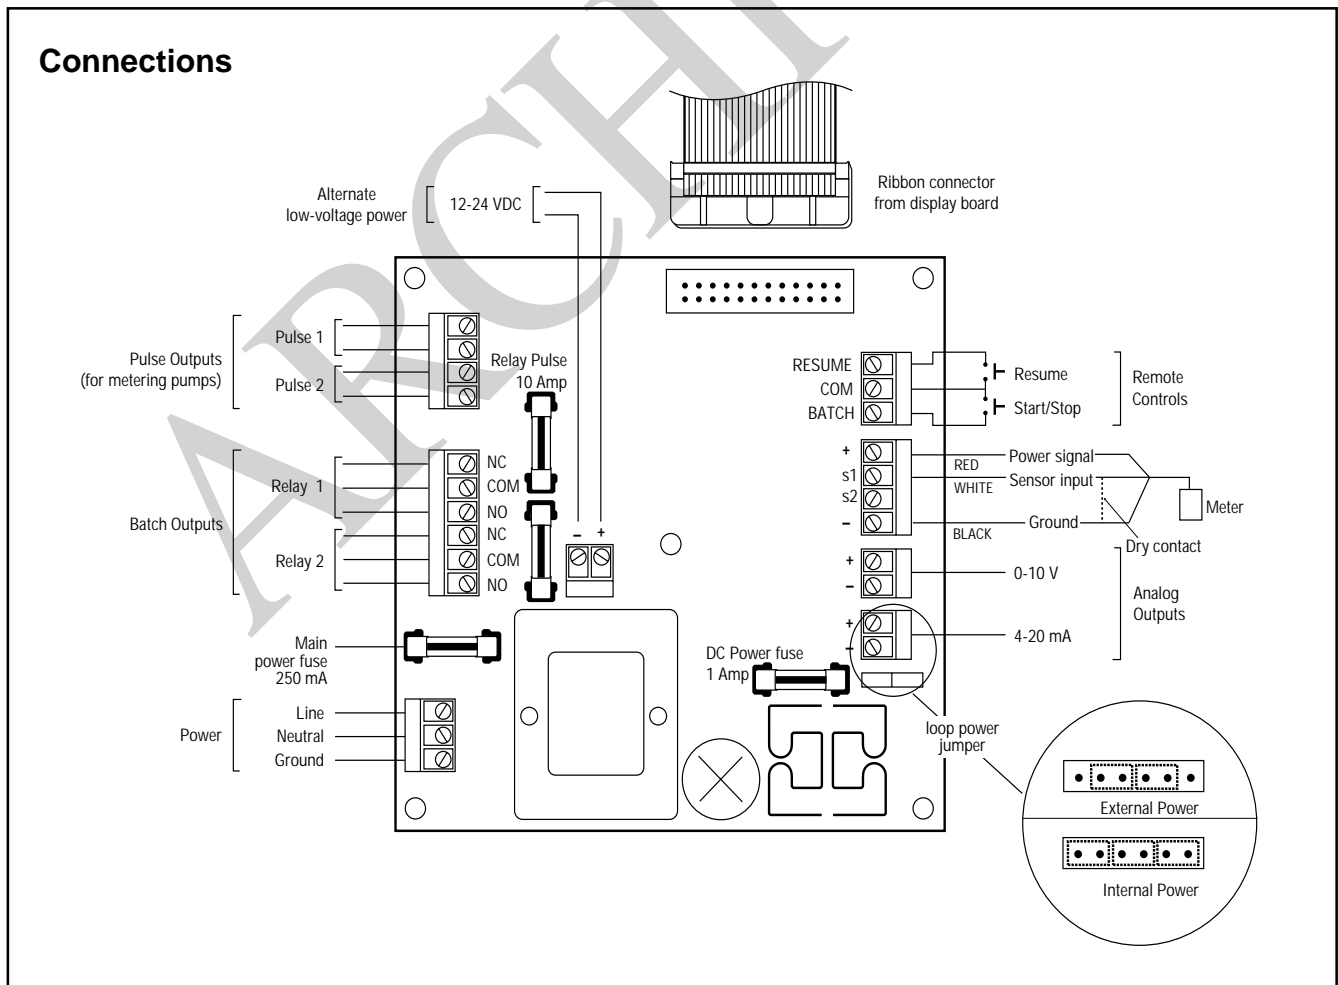 Connections
Ribbon connector
from display board
Alternate
low-voltage power
12-24 VDC
Pulse Outputs
(for metering pumps)
Pulse 1
Pulse 2
Relay Pulse
10 Amp
RESUME
COM
BATCH
Resume
Start/Stop
Remote
Controls
Batch Outputs
Relay 1
Relay 2
NC
COM
NO
NC
COM
NO
- +
+
s1
s2
-
RED
WHITE
BLACK
Power signal
Sensor input
Ground
Meter
Dry contact
+
-
0-10 V
+
-
4-20 mA
Analog
Outputs
Main
power fuse
250 mA
DC Power fuse
1 Amp
Power
Line
Neutral
Ground
loop power
jumper
External Power
Internal Power
ARCHI